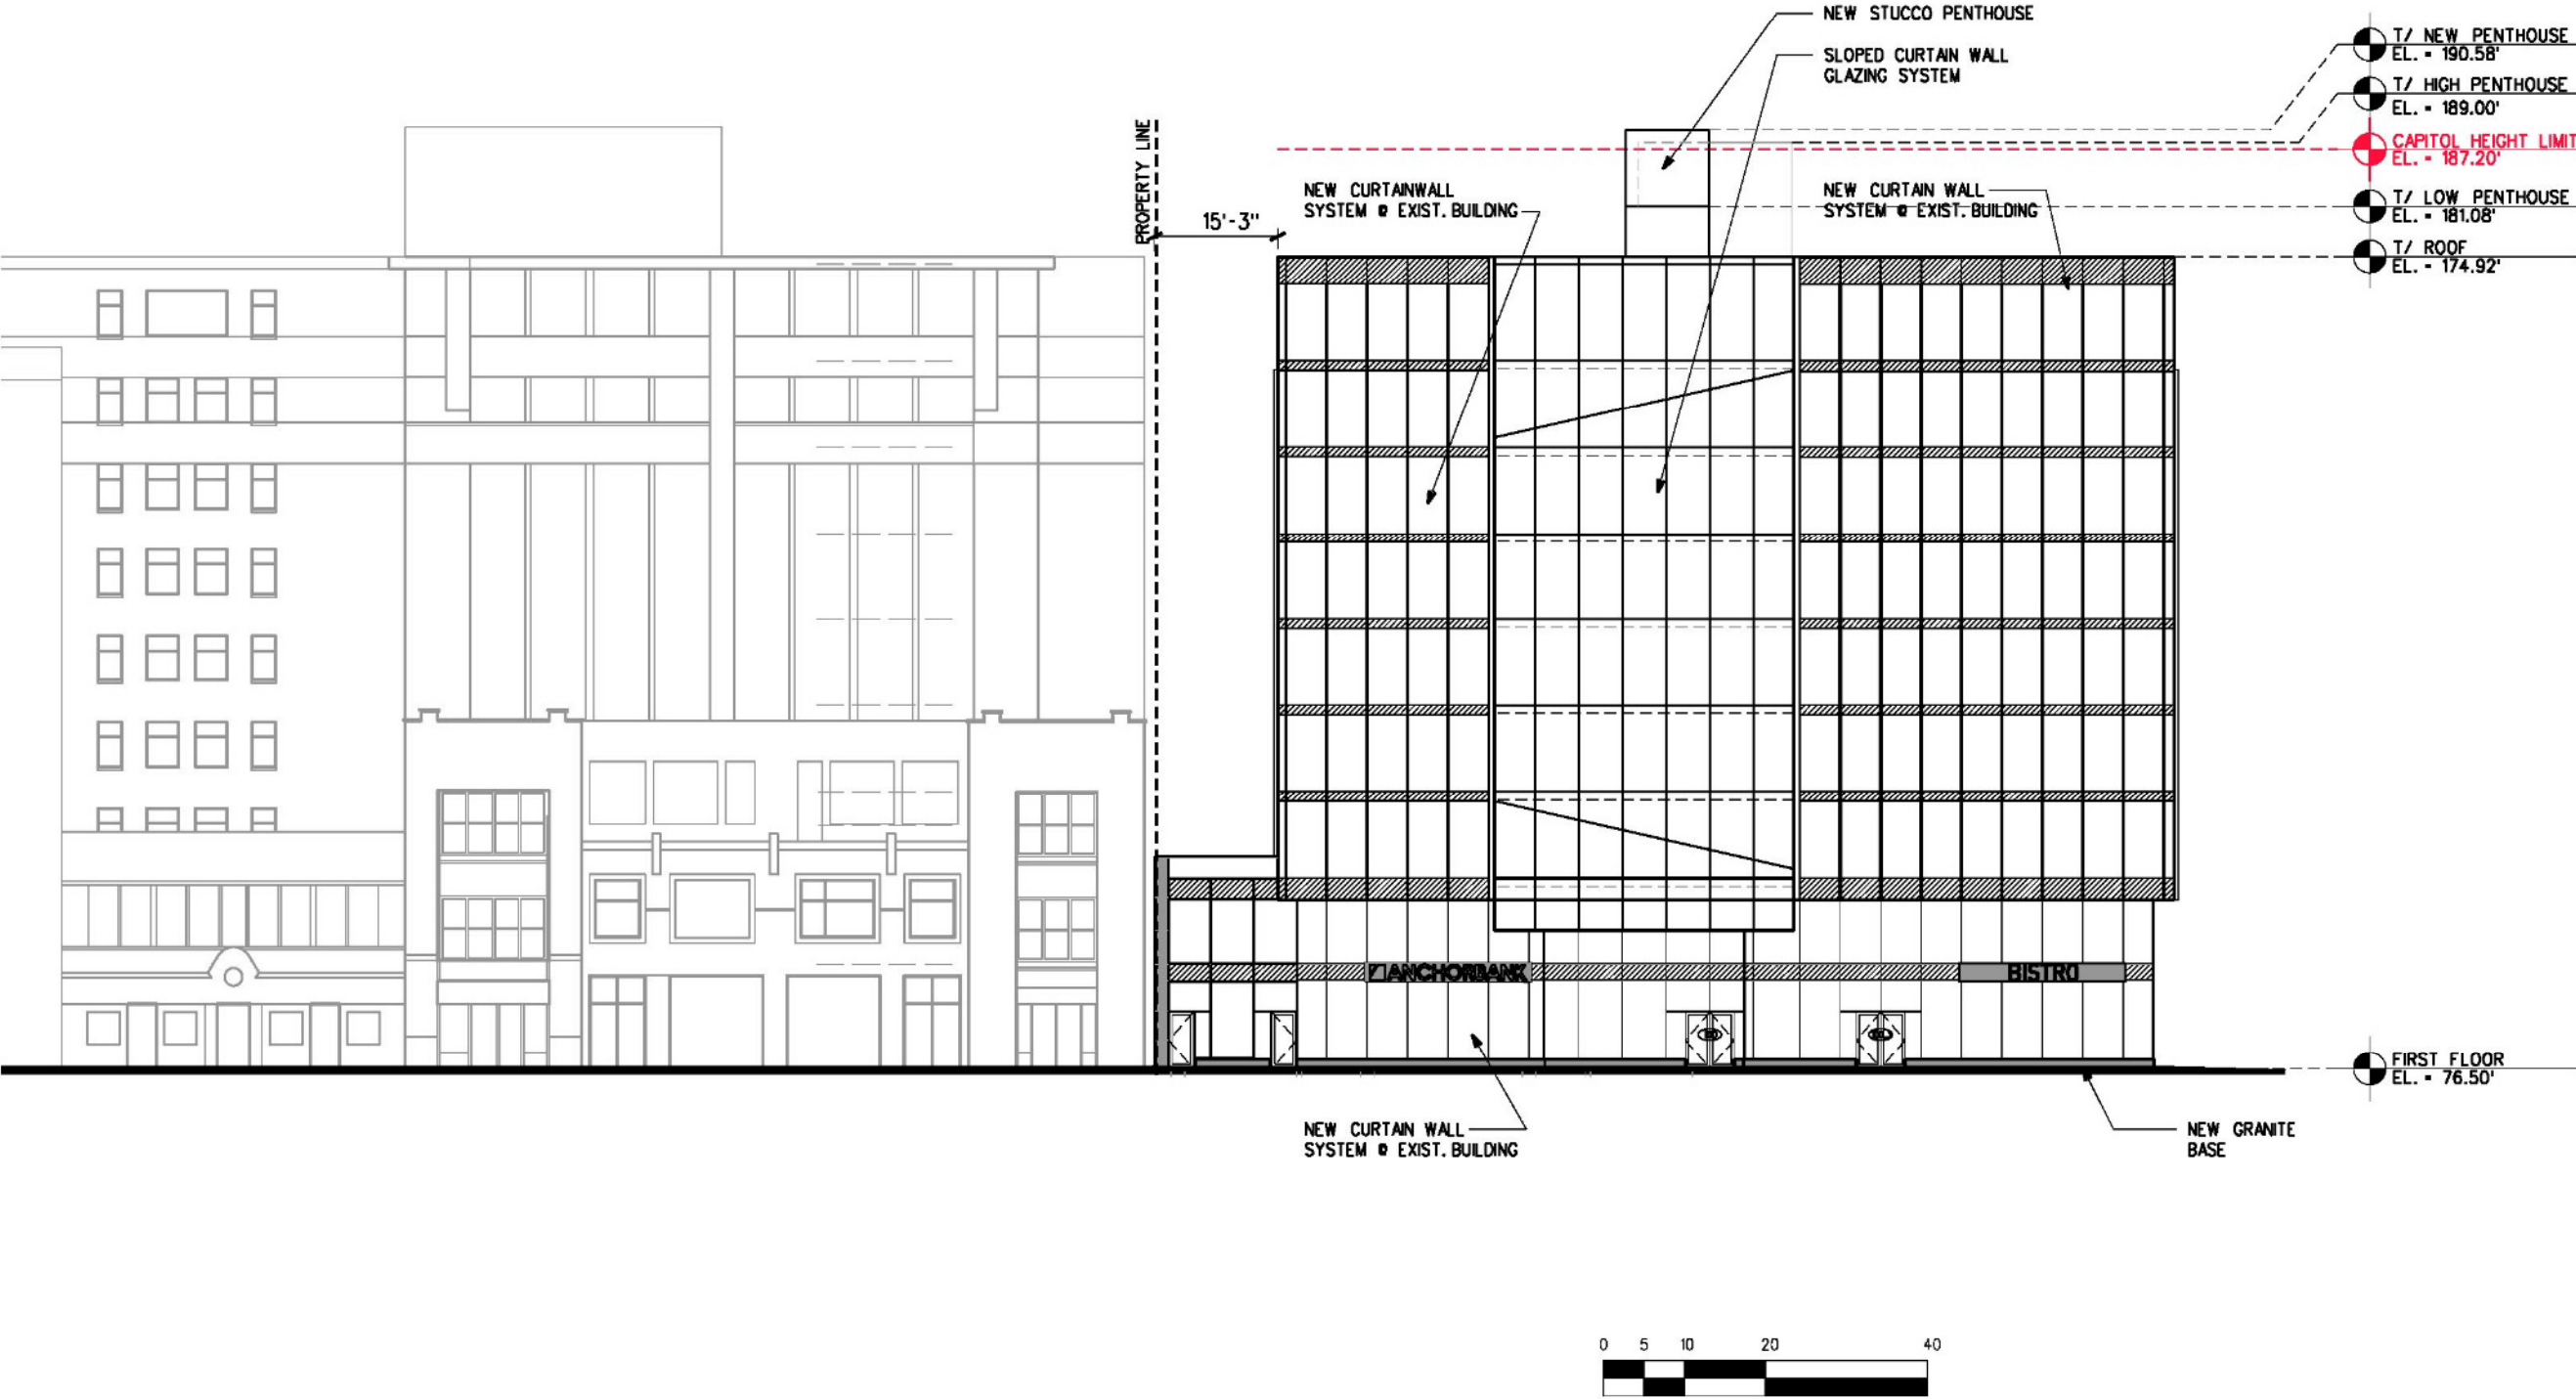 NEW STUCCO PENTHOUSE
SLOPED CURTAIN WALL
GLAZING SYSTEM
T/ NEW PENTHOUSE
EL. = 190.58'
T/ HIGH PENTHOUSE
EL. = 189.00'
CAPITOL HEIGHT LIMIT
EL. = 187.20'
T/ LOW PENTHOUSE
EL. = 181.08'
T/ ROOF
EL. = 174.92'
PROPERTY LINE
15'-3"
NEW CURTAINWALL
SYSTEM @ EXIST. BUILDING
NEW CURTAIN WALL
SYSTEM @ EXIST. BUILDING
ANCHORBANK
BISTRO
FIRST FLOOR
EL. = 76.50'
NEW CURTAIN WALL
SYSTEM @ EXIST. BUILDING
NEW GRANITE
BASE
0 5 10 20 40